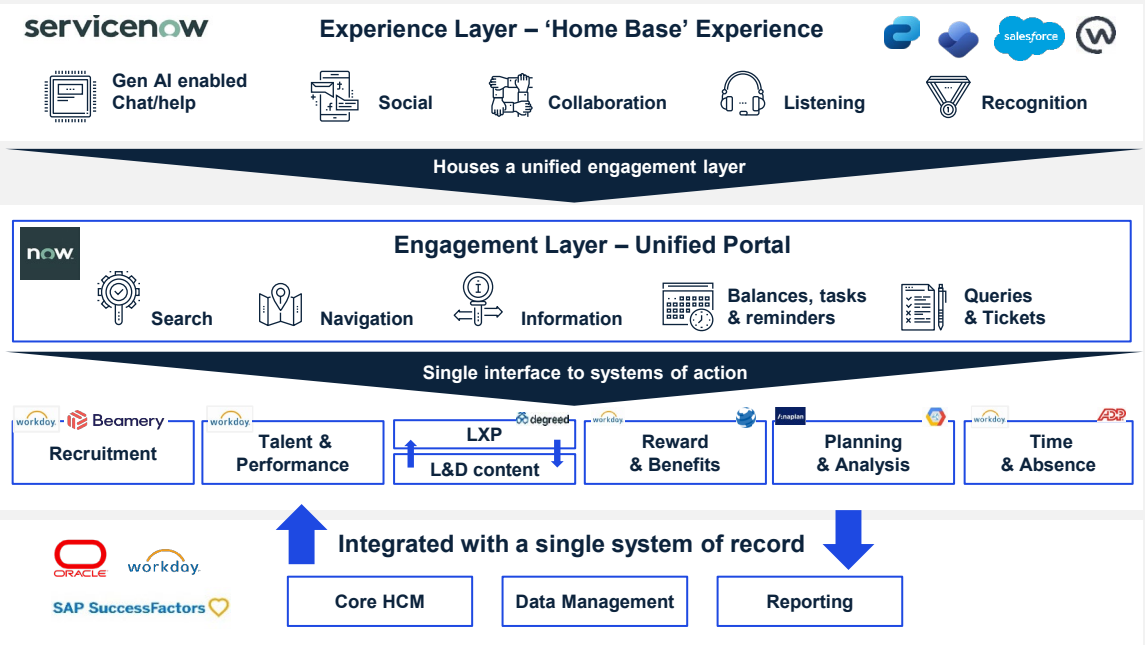 servicenow
Experience Layer – ‘Home Base’ Experience
salesforce
Gen AI enabled
Chat/help
Social
Collaboration
Listening
Recognition
Houses a unified engagement layer
now
Engagement Layer – Unified Portal
Search
Navigation
Information
Balances, tasks
& reminders
Queries
& Tickets
Single interface to systems of action
workday.
Beamery
Recruitment
workday.
Talent &
Performance
degreed
LXP
L&D content
workday.
Reward
& Benefits
Anaplan
Planning
& Analysis
workday.
ADP
Time
& Absence
Integrated with a single system of record
ORACLE
workday.
SAP SuccessFactors
Core HCM
Data Management
Reporting